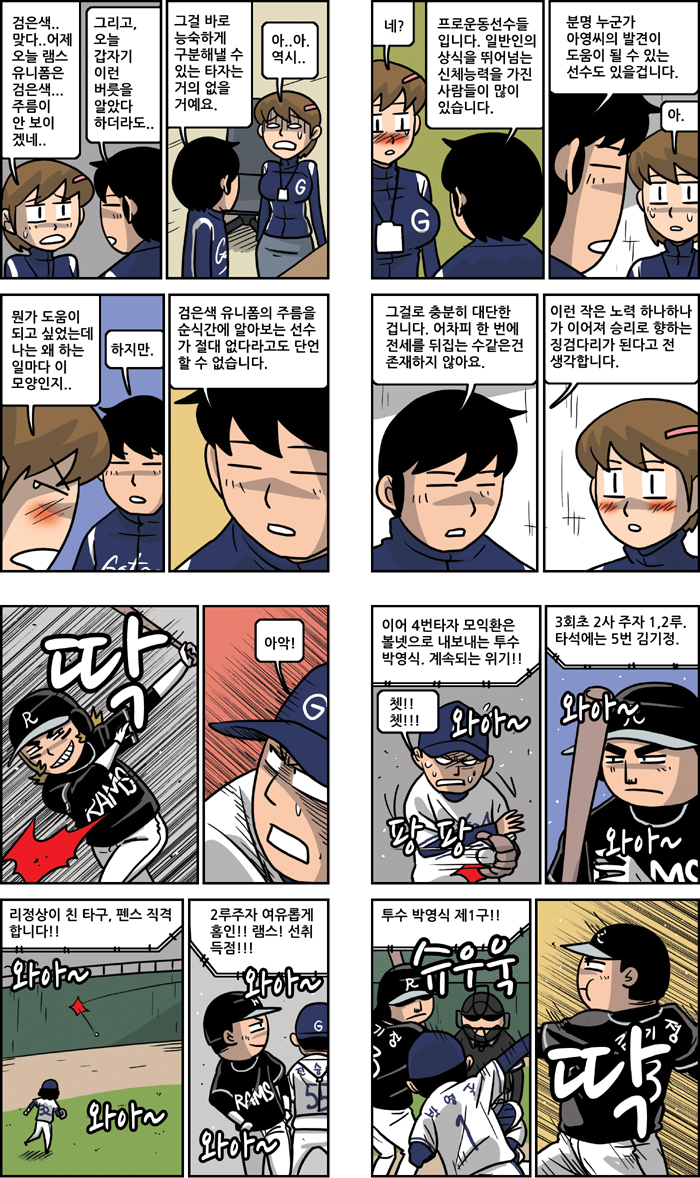 검은색..
맞다..어제
오늘 램스
유니폼은
검은색...
주름이
안 보이
겠네..
그리고,
오늘
갑자기
이런
버릇을
알았다
하더라도..
그걸 바로
능숙하게
구분해낼 수
있는 타자는
거의 없을
거예요.
아..아.
역시..
G
네?
프로운동선수들
입니다. 일반인의
상식을 뛰어넘는
신체능력을 가진
사람들이 많이
있습니다.
G
분명 누군가
아영씨의 발견이
도움이 될 수 있는
선수도 있을겁니다.
아.
뭔가 도움이
되고 싶었는데
나는 왜 하는
일마다 이
모양인지..
하지만.
검은색 유니폼의 주름을
순식간에 알아보는 선수
가 절대 없다라고도 단언
할 수 없습니다.
그걸로 충분히 대단한
겁니다. 어차피 한 번에
전세를 뒤집는 수같은건
존재하지 않아요.
이런 작은 노력 하나하나
가 이어져 승리로 향하는
징검다리가 된다고 전
생각합니다.
딱
R
RAMS
아악!
G
이어 4번타자 모익환은
볼넷으로 내보내는 투수
박영식. 계속되는 위기!!
쳇!!
쳇!!!
와아~
팡 팡
3회초 2사 주자 1,2루.
타석에는 5번 김기정.
와아~
와아~
리정상이 친 타구, 펜스 직격
합니다!!
와아~
와아~
2루주자 여유롭게
홈인!! 램스! 선취
득점!!!
와아~
G
RAMS
55
와아~
투수 박영식 제1구!!
슈우욱
R
박영식
기정
딱